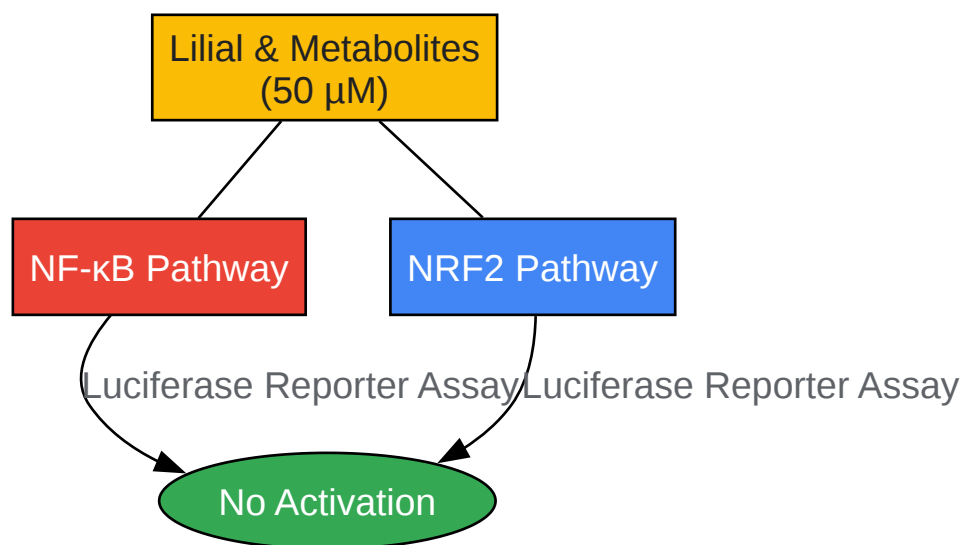 Lilial & Metabolites
(50 µM)
NF-κB Pathway
NRF2 Pathway
Luciferase Reporter Assay
Luciferase Reporter Assay
No Activation